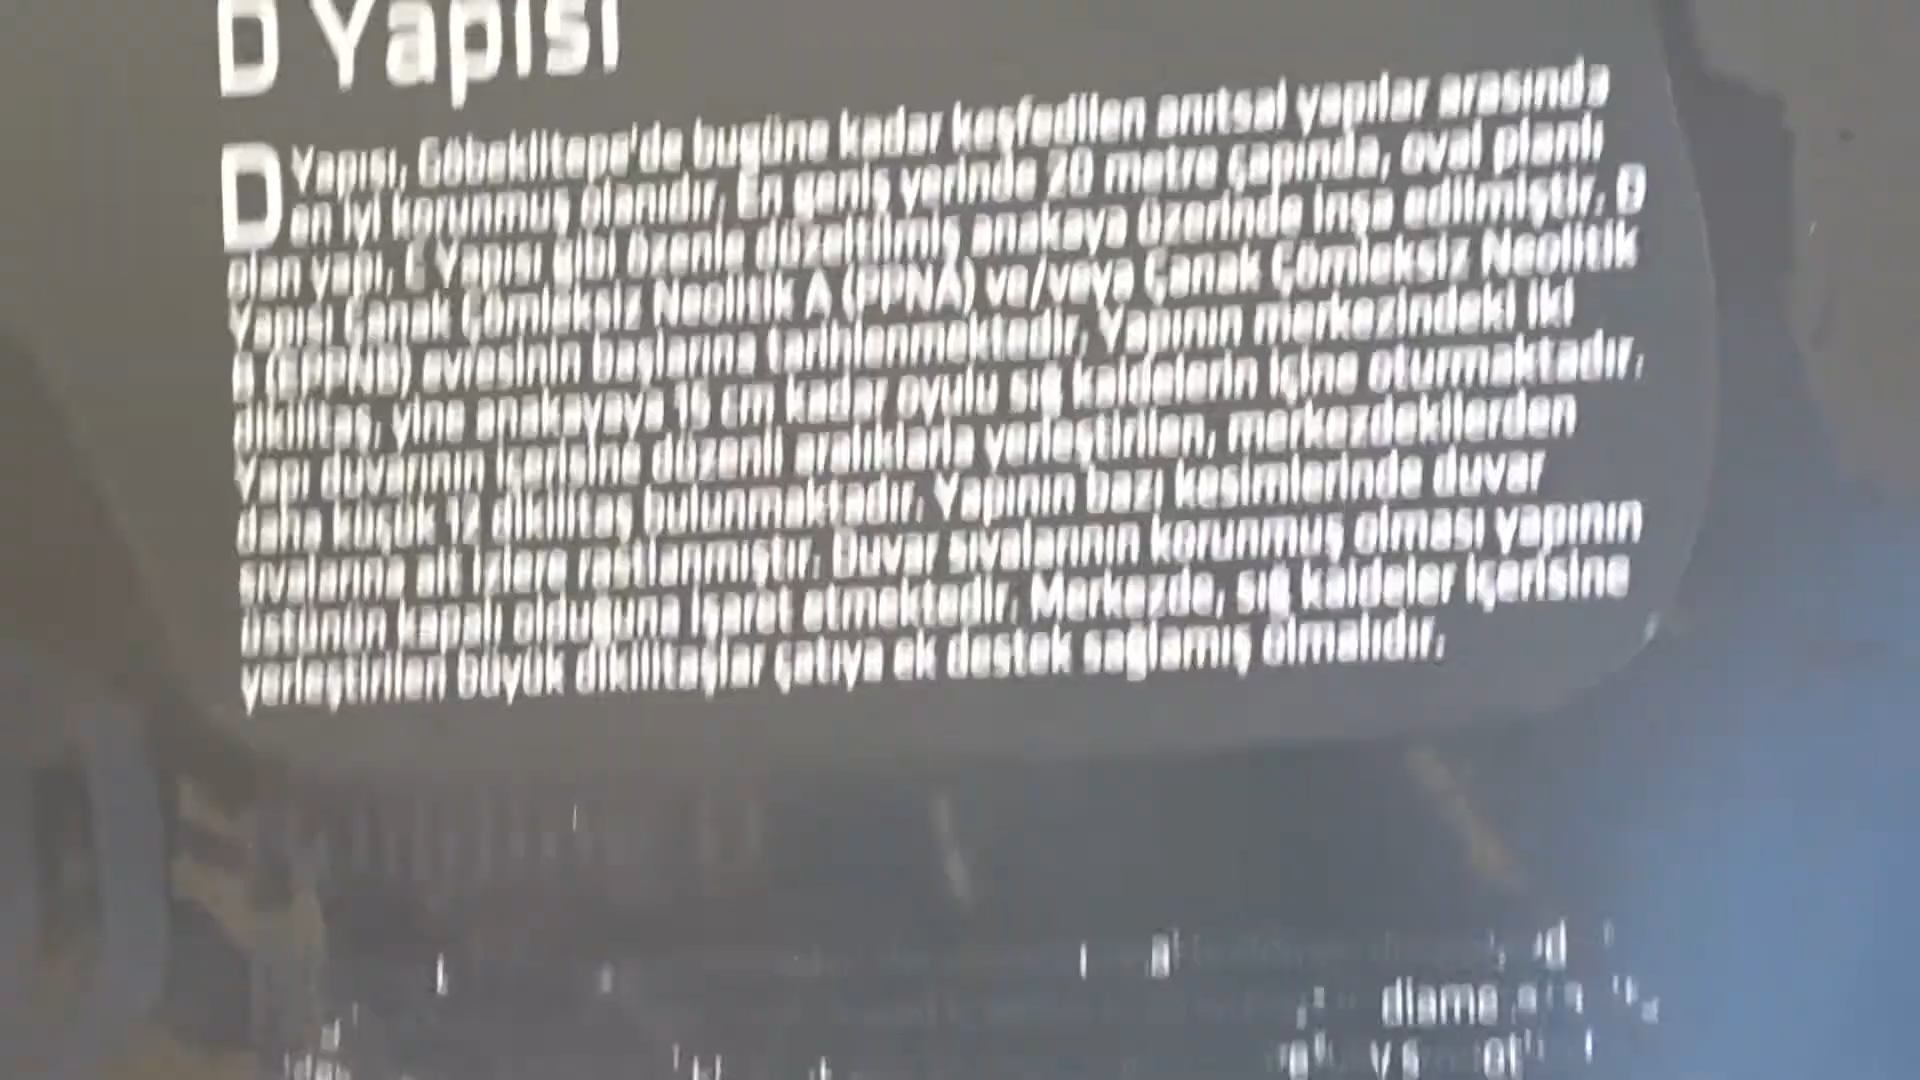 D Yapısı
D Yapısı, Göbeklitepe'de bugüne kadar keşfedilen anıtsal yapılar arasında
en iyi korunmuş olanıdır. En geniş yerinde 20 metre çapında, oval planlı
olan yapı, C Yapısı gibi özenle düzeltilmiş anakaya üzerinde inşa edilmiştir. D
Yapısı Çanak Çömleksiz Neolitik A (PPNA) ve/veya Çanak Çömleksiz Neolitik
B (EPPNB) evresinin başlarına tarihlenmektedir. Yapının merkezindeki iki
dikilitaş, yine anakayaya 15 cm kadar oyulu sığ kaidelerin içine oturmaktadır.
Yapı duvarının içerisine düzenli aralıklarla yerleştirilen, merkezdekilerden
daha küçük 12 dikilitaş bulunmaktadır. Yapının bazı kesimlerinde duvar
sıvalarına ait izlere rastlanmıştır. Duvar sıvalarının korunmuş olması yapının
üstünün kapalı olduğuna işaret etmektedir. Merkezde, sığ kaideler içerisine
yerleştirilen büyük dikilitaşlar çatıya ek destek sağlamış olmalıdır.